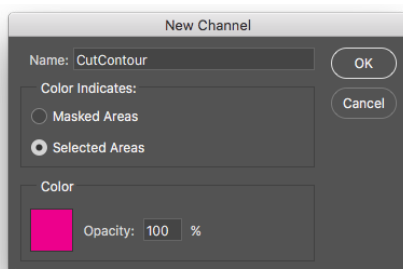 New Channel
Name: CutContour
OK
Color Indicates:
Masked Areas
Cancel
Selected Areas
Color
Opacity: 100 %